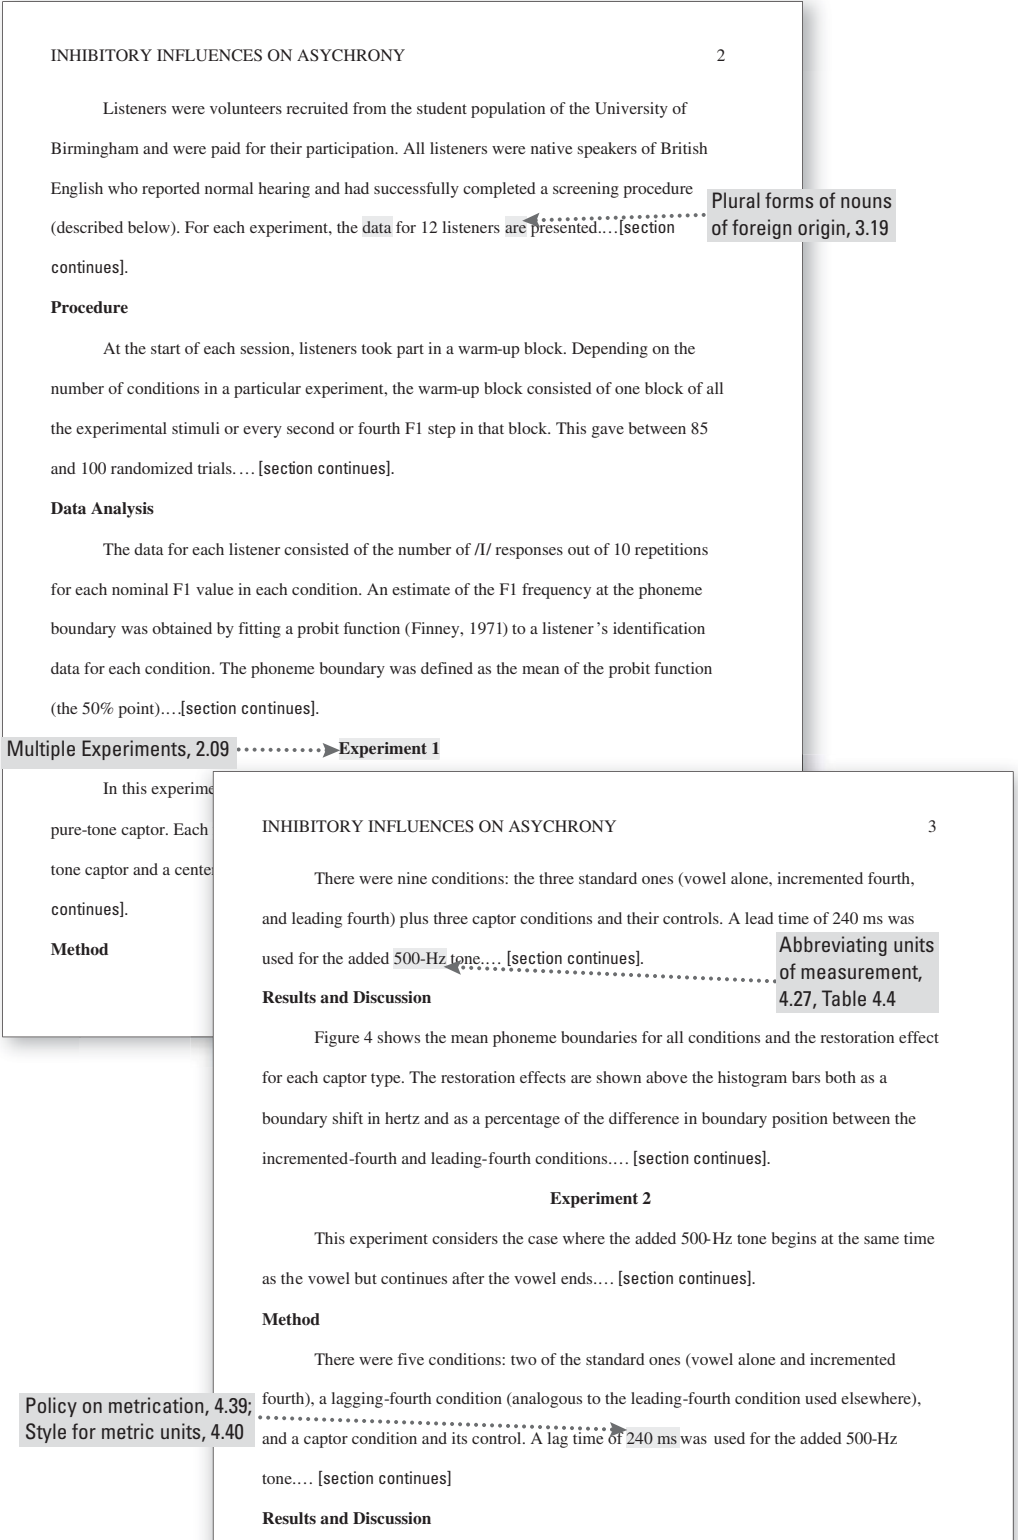 INHIBITORY INFLUENCES ON ASYCHRONY 2
Listeners were volunteers recruited from the student population of the University of
Birmingham and were paid for their participation. All listeners were native speakers of British
English who reported normal hearing and had successfully completed a screening procedure
(described below). For each experiment, the data for 12 listeners are presented.…[section
continues].
Plural forms of nouns
of foreign origin, 3.19
Procedure
At the start of each session, listeners took part in a warm-up block. Depending on the
number of conditions in a particular experiment, the warm-up block consisted of one block of all
the experimental stimuli or every second or fourth F1 step in that block. This gave between 85
and 100 randomized trials.… [section continues].
Data Analysis
The data for each listener consisted of the number of /I/ responses out of 10 repetitions
for each nominal F1 value in each condition. An estimate of the F1 frequency at the phoneme
boundary was obtained by fitting a probit function (Finney, 1971) to a listener's identification
data for each condition. The phoneme boundary was defined as the mean of the probit function
(the 50% point).…[section continues].
Multiple Experiments, 2.09
Experiment 1
In this experime
pure-tone captor. Each
tone captor and a cente
continues].
Method
INHIBITORY INFLUENCES ON ASYCHRONY 3
There were nine conditions: the three standard ones (vowel alone, incremented fourth,
and leading fourth) plus three captor conditions and their controls. A lead time of 240 ms was
used for the added 500-Hz tone.… [section continues].
Abbreviating units
of measurement,
4.27, Table 4.4
Results and Discussion
Figure 4 shows the mean phoneme boundaries for all conditions and the restoration effect
for each captor type. The restoration effects are shown above the histogram bars both as a
boundary shift in hertz and as a percentage of the difference in boundary position between the
incremented-fourth and leading-fourth conditions.… [section continues].
Experiment 2
This experiment considers the case where the added 500-Hz tone begins at the same time
as the vowel but continues after the vowel ends.… [section continues].
Method
There were five conditions: two of the standard ones (vowel alone and incremented
fourth), a lagging-fourth condition (analogous to the leading-fourth condition used elsewhere),
and a captor condition and its control. A lag time of 240 ms was used for the added 500-Hz
tone.… [section continues]
Policy on metrication, 4.39;
Style for metric units, 4.40
Results and Discussion